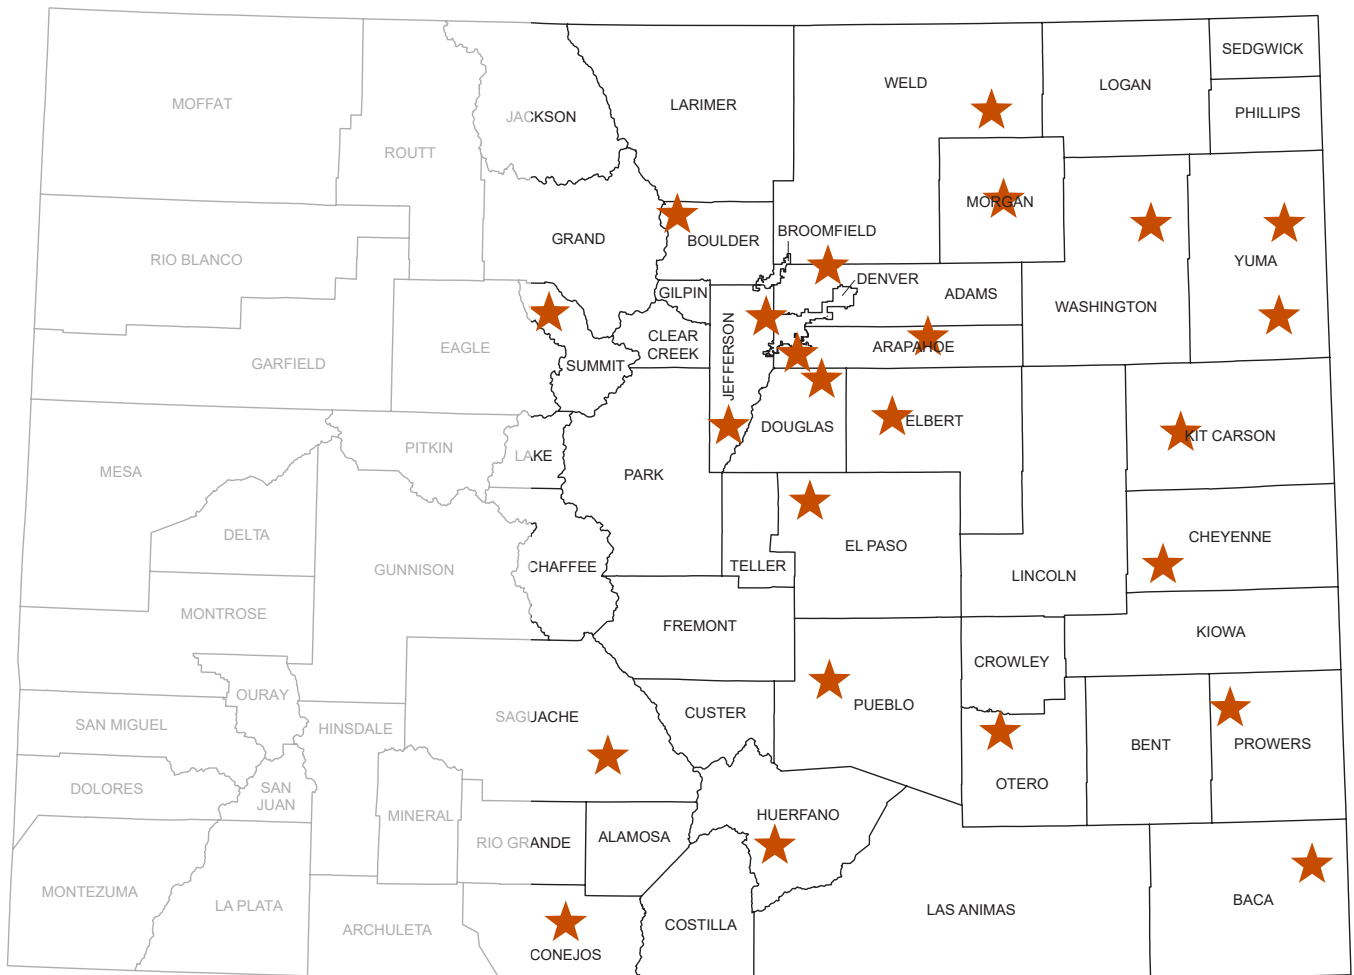 SEDGWICK
WELD
LOGAN
MOFFAT
LARIMER
PHILLIPS
JACKSON
ROUTT
MORGAN
BROOMFIELD
GRAND
BOULDER
RIO BLANCO
YUMA
DENVER
GILPIN
ADAMS
WASHINGTON
CLEAR
CREEK
EAGLE
ARAPAHOE
JEFFERSON
GARFIELD
SUMMIT
DOUGLAS
ELBERT
KIT CARSON
PITKIN
LAKE
MESA
PARK
DELTA
CHEYENNE
EL PASO
GUNNISON
CHAFFEE
TELLER
LINCOLN
MONTROSE
FREMONT
KIOWA
CROWLEY
OURAY
PUEBLO
CUSTER
SAGUACHE
SAN MIGUEL
HINSDALE
BENT
PROWERS
OTERO
DOLORES
SAN
JUAN
MINERAL
HUERFANO
ALAMOSA
RIO GRANDE
MONTEZUMA
LA PLATA
BACA
LAS ANIMAS
COSTILLA
ARCHULETA
CONEJOS